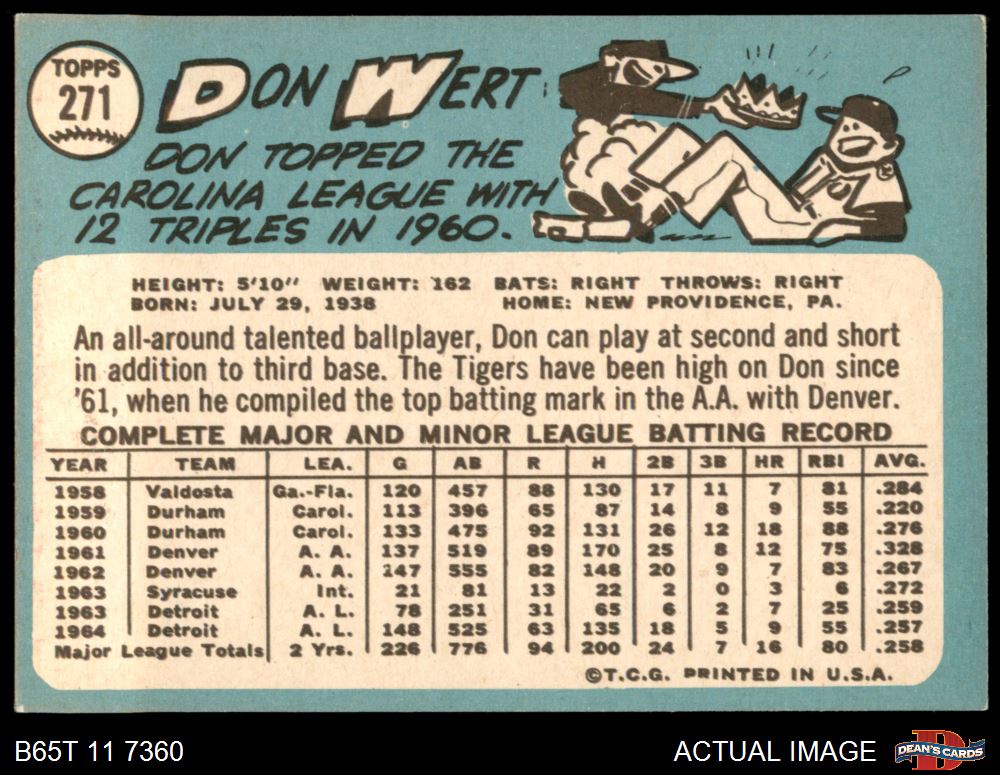 TOPPS
271
DON WERT
DON TOPPED THE
CAROLINA LEAGUE WITH
12 TRIPLES IN 1960.
HEIGHT: 5'10" WEIGHT: 162 BATS: RIGHT THROWS: RIGHT
BORN: JULY 29, 1938 HOME: NEW PROVIDENCE, PA.
An all-around talented ballplayer, Don can play at second and short
in addition to third base. The Tigers have been high on Don since
'61, when he compiled the top batting mark in the A.A. with Denver.
COMPLETE MAJOR AND MINOR LEAGUE BATTING RECORD
YEAR TEAM LEA. G AB R H 2B 3B HR RBI AVG.
1958 Valdosta Ga.-Fla. 120 457 88 130 17 11 7 81 .284
1959 Durham Carol. 113 396 65 87 14 8 9 55 .220
1960 Durham Carol. 133 475 92 131 26 12 18 88 .276
1961 Denver A. A. 137 519 89 170 25 8 12 75 .328
1962 Denver A. A. 147 555 82 148 20 9 7 83 .267
1963 Syracuse Int. 21 81 13 22 2 0 3 6 .272
1963 Detroit A. L. 78 251 31 65 6 2 7 25 .259
1964 Detroit A. L. 148 525 63 135 18 5 9 55 .257
Major League Totals 2 Yrs. 226 776 94 200 24 7 16 80 .258
©T.C.G. PRINTED IN U.S.A.
B65T 11 7360 ACTUAL IMAGE DEAN'S CARDS